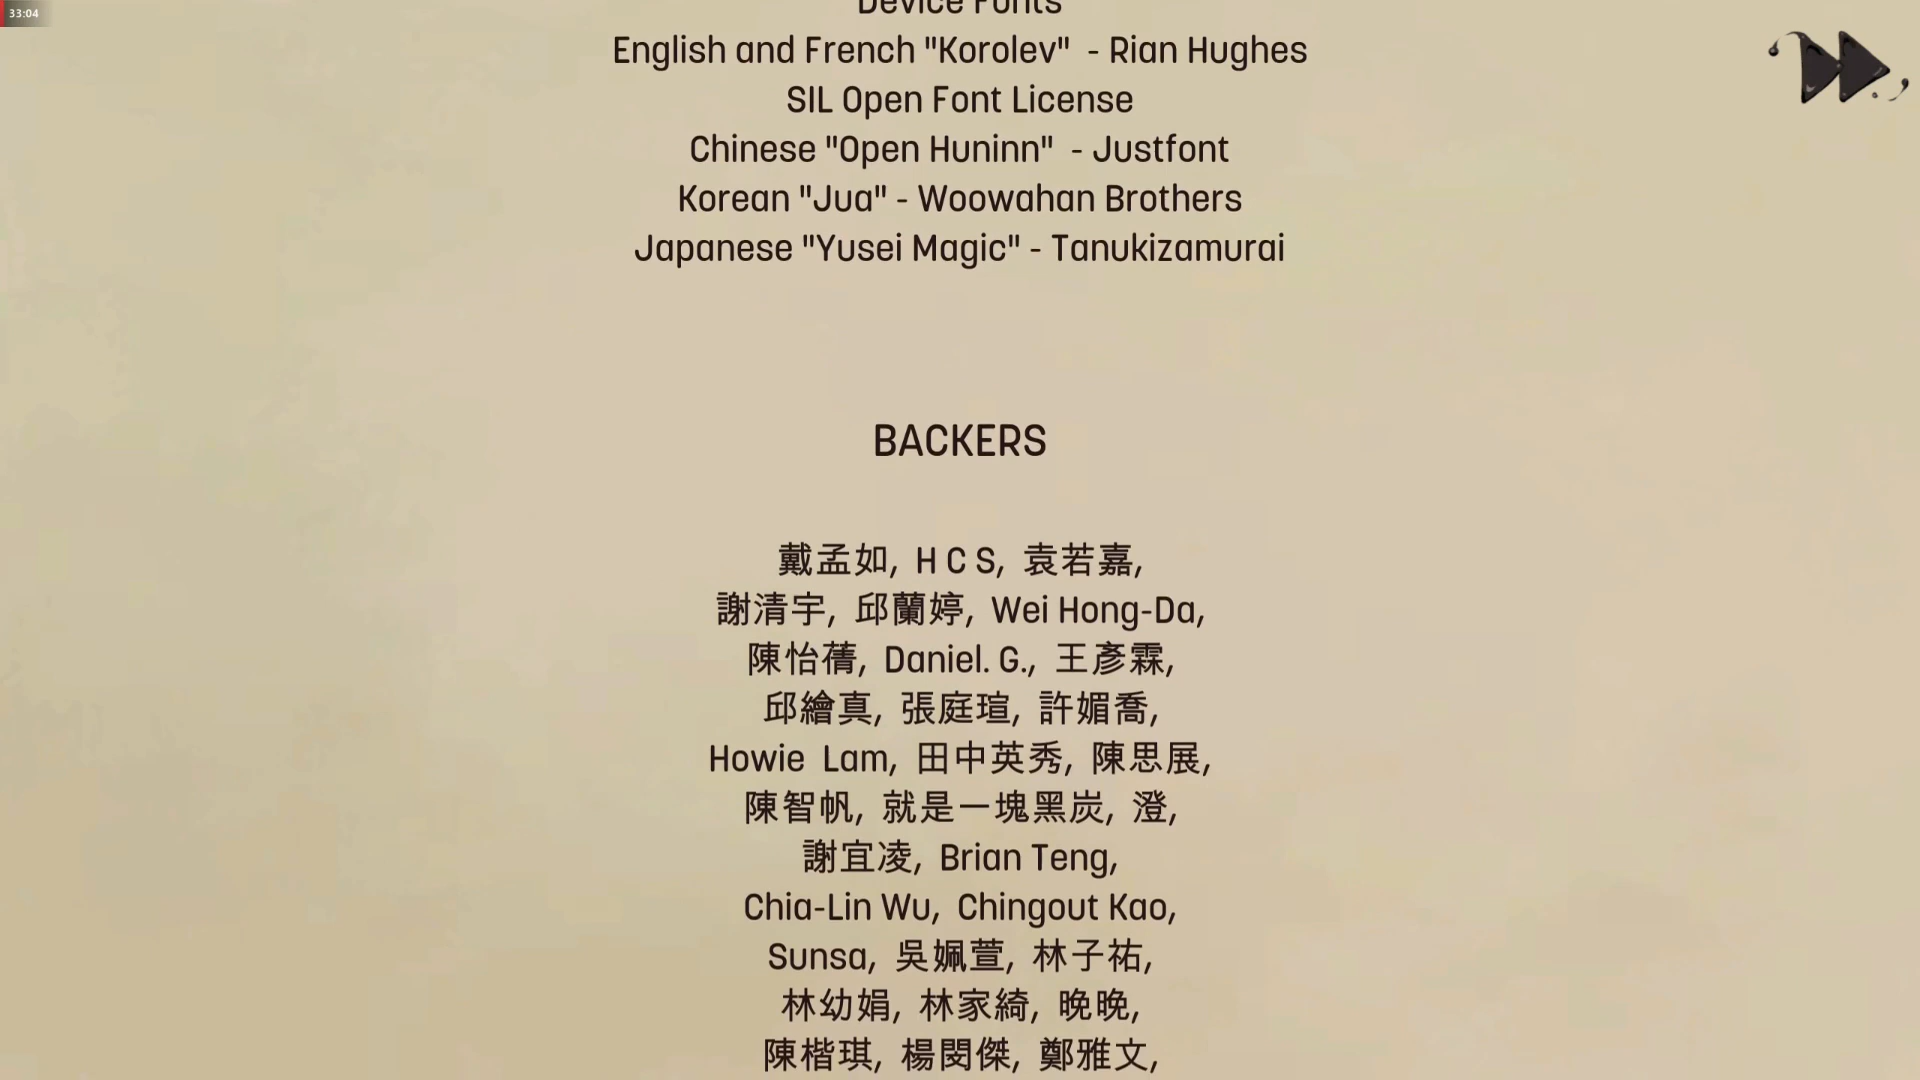 33:04
Device Fonts
English and French "Korolev" - Rian Hughes
SIL Open Font License
Chinese "Open Huninn" - Justfont
Korean "Jua" - Woowahan Brothers
Japanese "Yusei Magic" - Tanukizamurai
BACKERS
戴孟如, H C S, 袁若嘉,
謝清宇, 邱蘭婷, Wei Hong-Da,
陳怡蒨, Daniel. G., 王彥霖,
邱繪真, 張庭瑄, 許媚喬,
Howie Lam, 田中英秀, 陳思展,
陳智帆, 就是一塊黑炭, 澄,
謝宜凌, Brian Teng,
Chia-Lin Wu, Chingout Kao,
Sunsa, 吳姵萱, 林子祐,
林幼娟, 林家綺, 晚晚,
陳楷琪, 楊閔傑, 鄭雅文,